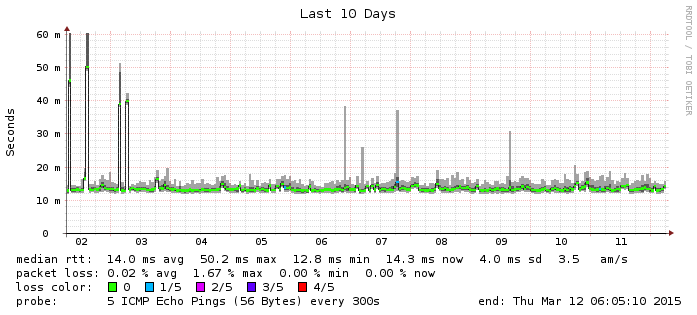 Last 10 Days
RRDTOOL / TOBI OETIKER
Seconds
60 m
50 m
40 m
30 m
20 m
10 m
0
02 03 04 05 06 07 08 09 10 11
median rtt: 14.0 ms avg 50.2 ms max 12.8 ms min 14.3 ms now 4.0 ms sd 3.5 am/s
packet loss: 0.02 % avg 1.67 % max 0.00 % min 0.00 % now
loss color: 0 1/5 2/5 3/5 4/5
probe: 5 ICMP Echo Pings (56 Bytes) every 300s end: Thu Mar 12 06:05:10 2015